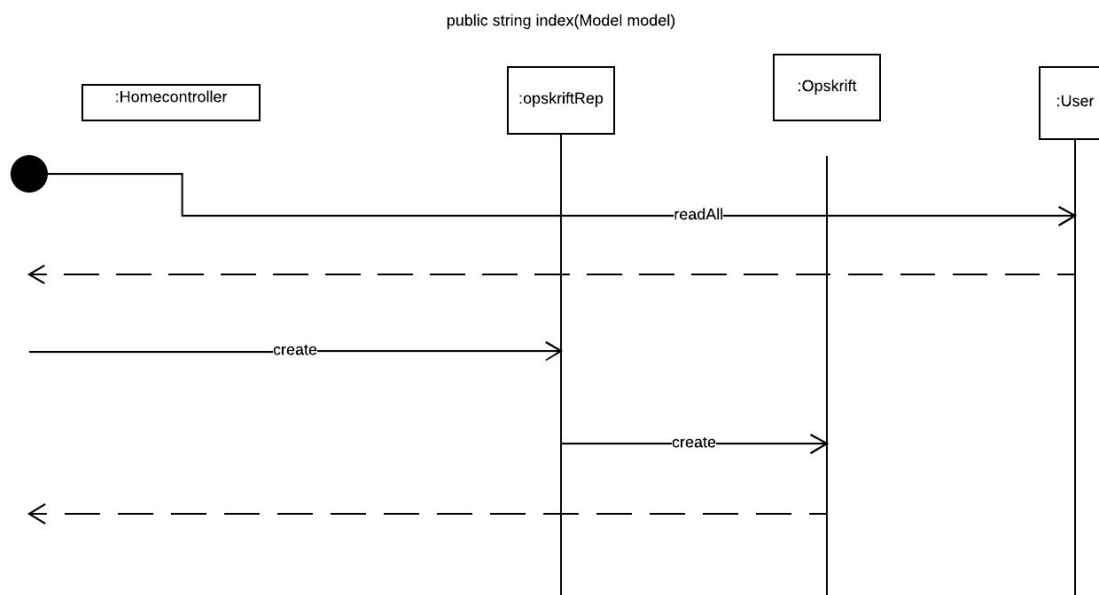 public string index(Model model)
:Homecontroller
:opskriftRep
:Opskrift
:User
readAll
create
create